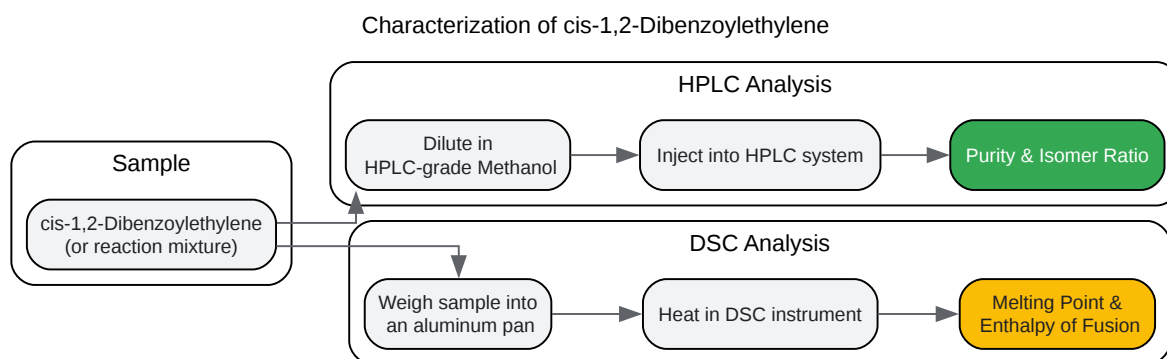 Characterization of cis-1,2-Dibenzoylethylene
Sample
cis-1,2-Dibenzoylethylene
(or reaction mixture)
HPLC Analysis
Dilute in
HPLC-grade Methanol
Inject into HPLC system
Purity & Isomer Ratio
DSC Analysis
Weigh sample into
an aluminum pan
Heat in DSC instrument
Melting Point &
Enthalpy of Fusion